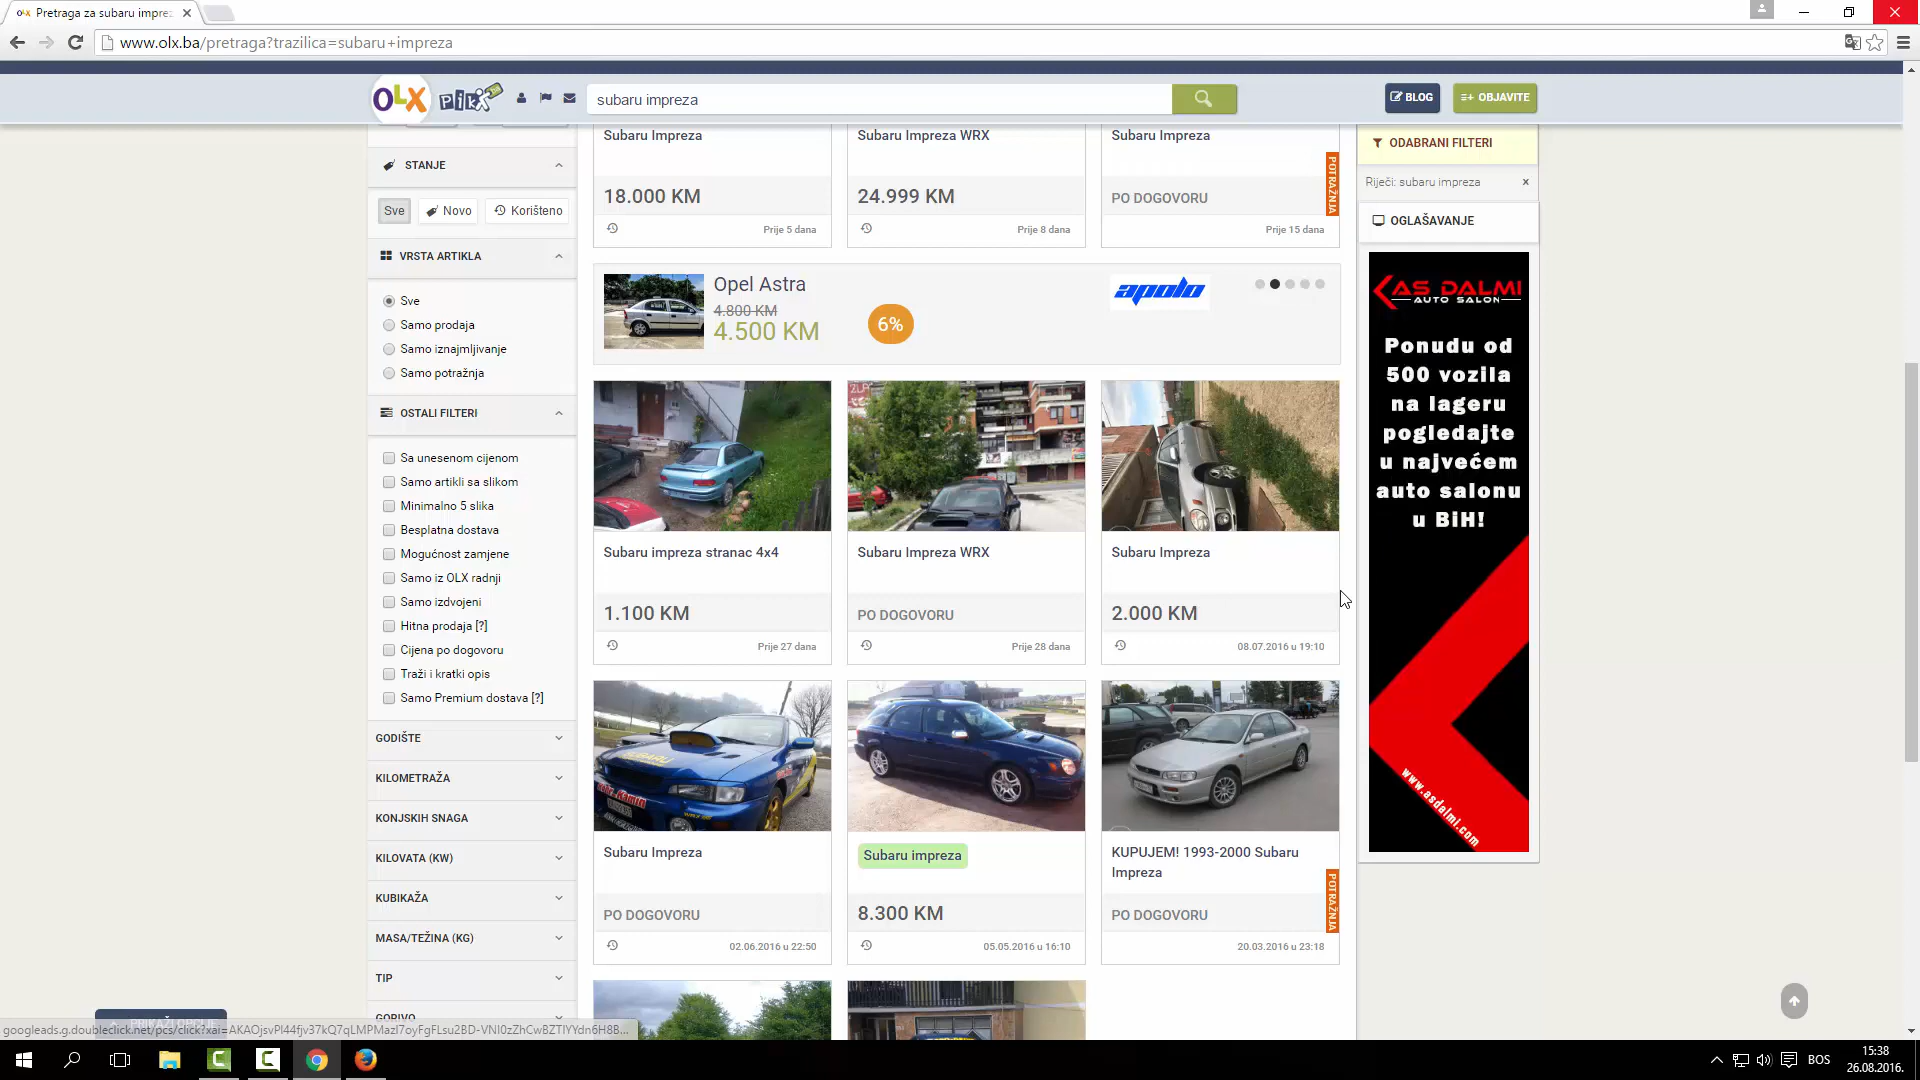 Pretraga za subaru impre
www.olx.ba/pretraga?trazilica=subaru+impreza
OLX
pik.ba
subaru impreza
BLOG
OBJAVITE
STANJE
Sve
Novo
Korišteno
VRSTA ARTIKLA
Sve
Samo prodaja
Samo iznajmljivanje
Samo potražnja
OSTALI FILTERI
Sa unesenom cijenom
Samo artikli sa slikom
Minimalno 5 slika
Besplatna dostava
Mogućnost zamjene
Samo iz OLX radnji
Samo izdvojeni
Hitna prodaja [?]
Cijena po dogovoru
Traži i kratki opis
Samo Premium dostava [?]
GODIŠTE
KILOMETRAŽA
KONJSKIH SNAGA
KILOVATA (KW)
KUBIKAŽA
MASA/TEŽINA (KG)
TIP
GORIVO
Subaru Impreza
18.000 KM
Prije 5 dana
Subaru Impreza WRX
24.999 KM
Prije 8 dana
Subaru Impreza
PO DOGOVORU
POTRAŽNJA
Prije 15 dana
Opel Astra
4.800 KM
4.500 KM
6%
apolo
Subaru impreza stranac 4x4
1.100 KM
Prije 27 dana
Subaru Impreza WRX
PO DOGOVORU
Prije 28 dana
Subaru Impreza
2.000 KM
08.07.2016 u 19:10
Subaru Impreza
PO DOGOVORU
02.06.2016 u 22:50
Subaru impreza
8.300 KM
05.05.2016 u 16:10
KUPUJEM! 1993-2000 Subaru
Impreza
PO DOGOVORU
POTRAŽNJA
20.03.2016 u 23:18
ODABRANI FILTERI
Riječi: subaru impreza
x
OGLAŠAVANJE
AS DALMI
AUTO SALON
Ponudu od
500 vozila
na lageru
pogledajte
u najvećem
auto salonu
u BiH!
www.asdalmi.com
BOS
15:38
26.08.2016.